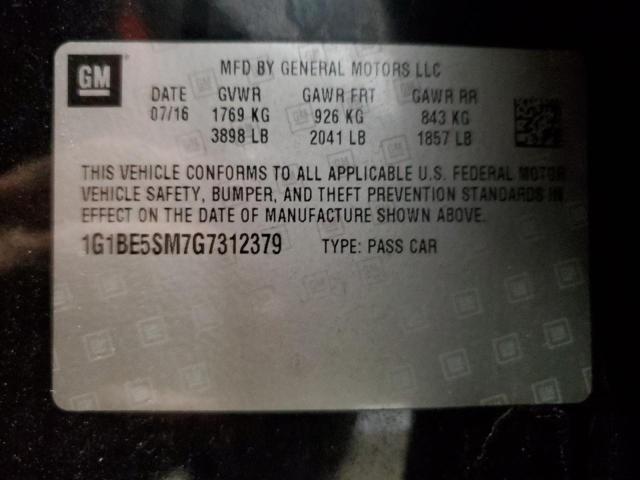 GM
MFD BY GENERAL MOTORS LLC
DATE GVWR GAWR FRT GAWR RR
07/16 1769 KG 926 KG 843 KG
3898 LB 2041 LB 1857 LB
THIS VEHICLE CONFORMS TO ALL APPLICABLE U.S. FEDERAL MOTOR
VEHICLE SAFETY, BUMPER, AND THEFT PREVENTION STANDARDS IN
EFFECT ON THE DATE OF MANUFACTURE SHOWN ABOVE.
1G1BE5SM7G7312379 TYPE: PASS CAR